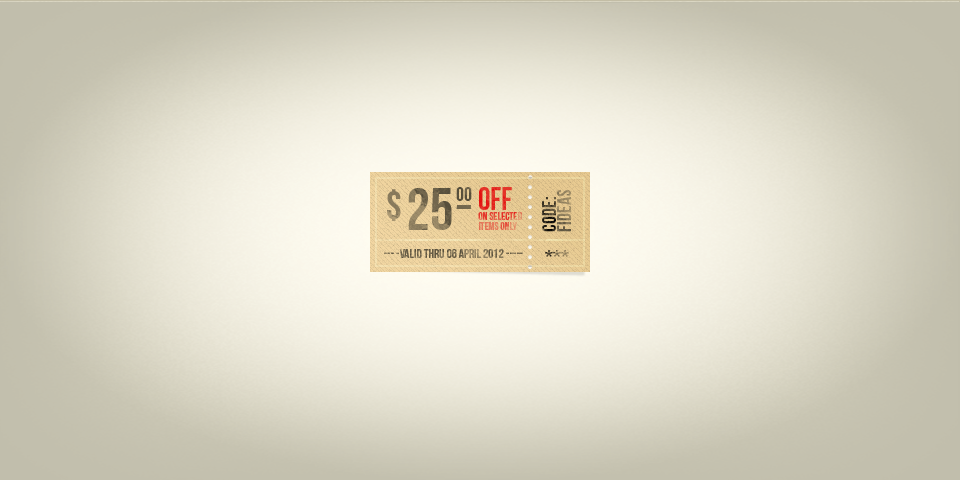 $ 25 00 OFF
ON SELECTED
ITEMS ONLY
VALID THRU 08 APRIL 2012
CODE:
FIDEAS
***